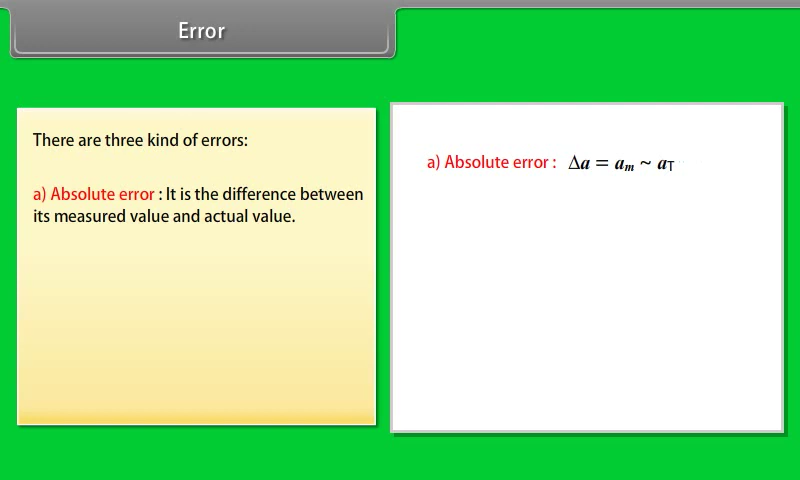 Error
There are three kind of errors:
a) Absolute error : It is the difference between
its measured value and actual value.
a) Absolute error : Δa = aₘ ~ a_T